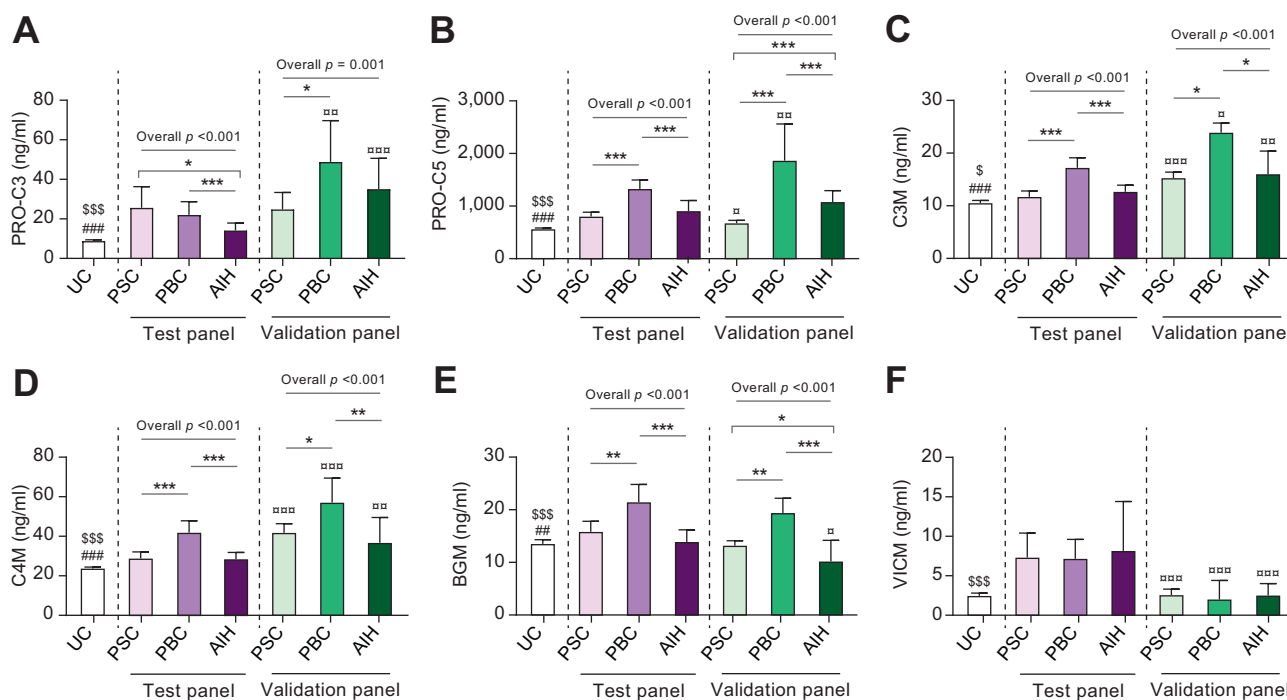 A
Overall p = 0.001
*
Overall p <0.001
*
***
¤¤
¤¤¤
$$$
###
PRO-C3 (ng/ml)
80
60
40
20
0
UC
PSC
PBC
AIH
PSC
PBC
AIH
Test panel
Validation panel
B
Overall p <0.001
***
***
***
Overall p <0.001
***
***
¤¤
¤
$$$
###
PRO-C5 (ng/ml)
3,000
2,000
1,000
0
UC
PSC
PBC
AIH
PSC
PBC
AIH
Test panel
Validation panel
C
Overall p <0.001
*
*
Overall p <0.001
***
***
¤
¤¤
¤¤¤
$
###
C3M (ng/ml)
30
20
10
0
UC
PSC
PBC
AIH
PSC
PBC
AIH
Test panel
Validation panel
D
Overall p <0.001
**
*
Overall p <0.001
***
***
¤¤¤
¤¤¤
¤¤
$$$
###
C4M (ng/ml)
80
60
40
20
0
UC
PSC
PBC
AIH
PSC
PBC
AIH
Test panel
Validation panel
E
Overall p <0.001
Overall p <0.001
*
***
***
**
**
¤
$$$
##
BGM (ng/ml)
30
20
10
0
UC
PSC
PBC
AIH
PSC
PBC
AIH
Test panel
Validation panel
F
¤¤¤
¤¤¤
¤¤¤
$$$
VICM (ng/ml)
20
15
10
5
0
UC
PSC
PBC
AIH
PSC
PBC
AIH
Test panel
Validation panel